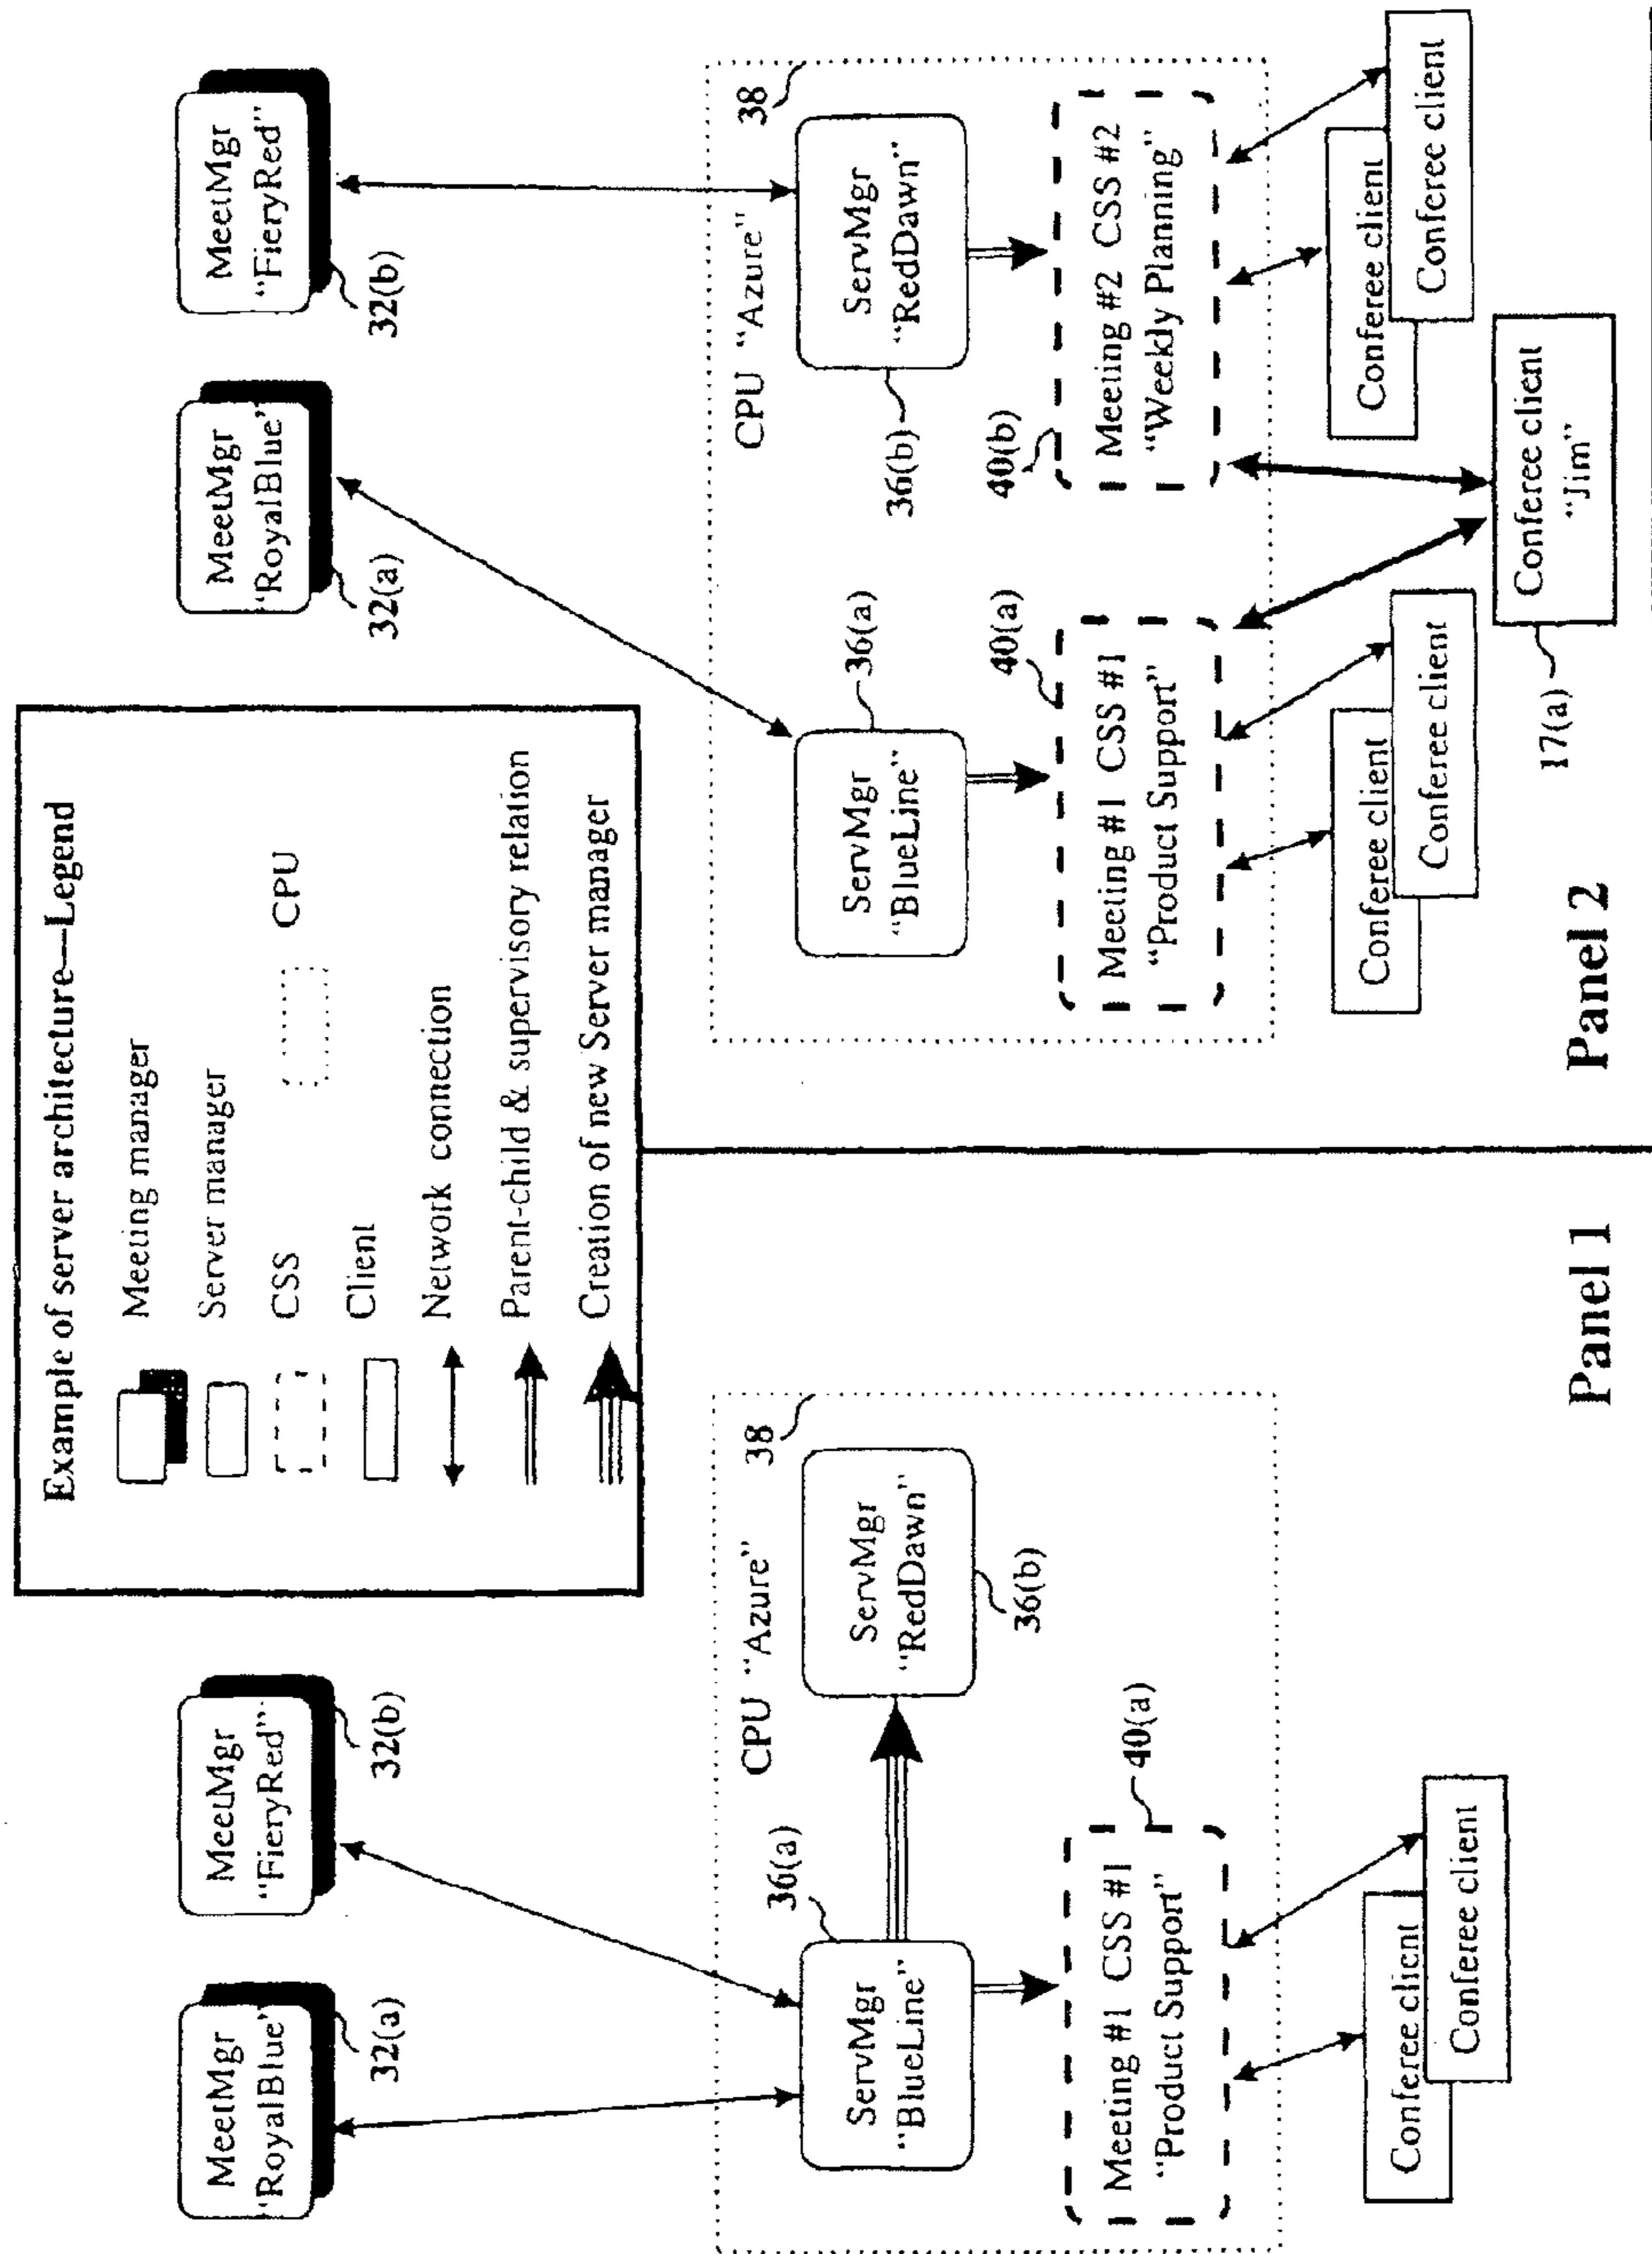 Example of server architecture—Legend
Meeting manager
Server manager
CSS
CPU
Client
Network connection
Parent-child & supervisory relation
Creation of new Server manager
MeetMgr
"RoyalBlue"
32(a)
MeetMgr
"FieryRed"
32(b)
CPU "Azure"
38
ServMgr
"BlueLine"
36(a)
ServMgr
"RedDawn"
36(b)
Meeting #1 CSS #1
"Product Support"
40(a)
Conferee client
Conferee client
Panel 1
MeetMgr
"RoyalBlue"
32(a)
MeetMgr
"FieryRed"
32(b)
CPU "Azure"
38
ServMgr
"BlueLine"
36(a)
ServMgr
"RedDawn"
36(b)
40(a)
Meeting #1 CSS #1
"Product Support"
40(b)
Meeting #2 CSS #2
"Weekly Planning"
Conferee client
Conferee client
Conferee client
Conferee client
17(a)
Conferee client
"Jim"
Panel 2